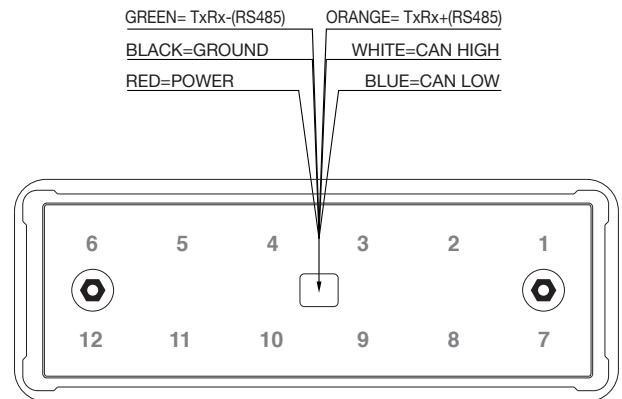 GREEN= TxRx-(RS485) ORANGE= TxRx+(RS485)
BLACK=GROUND WHITE=CAN HIGH
RED=POWER BLUE=CAN LOW
6 5 4 3 2 1
12 11 10 9 8 7